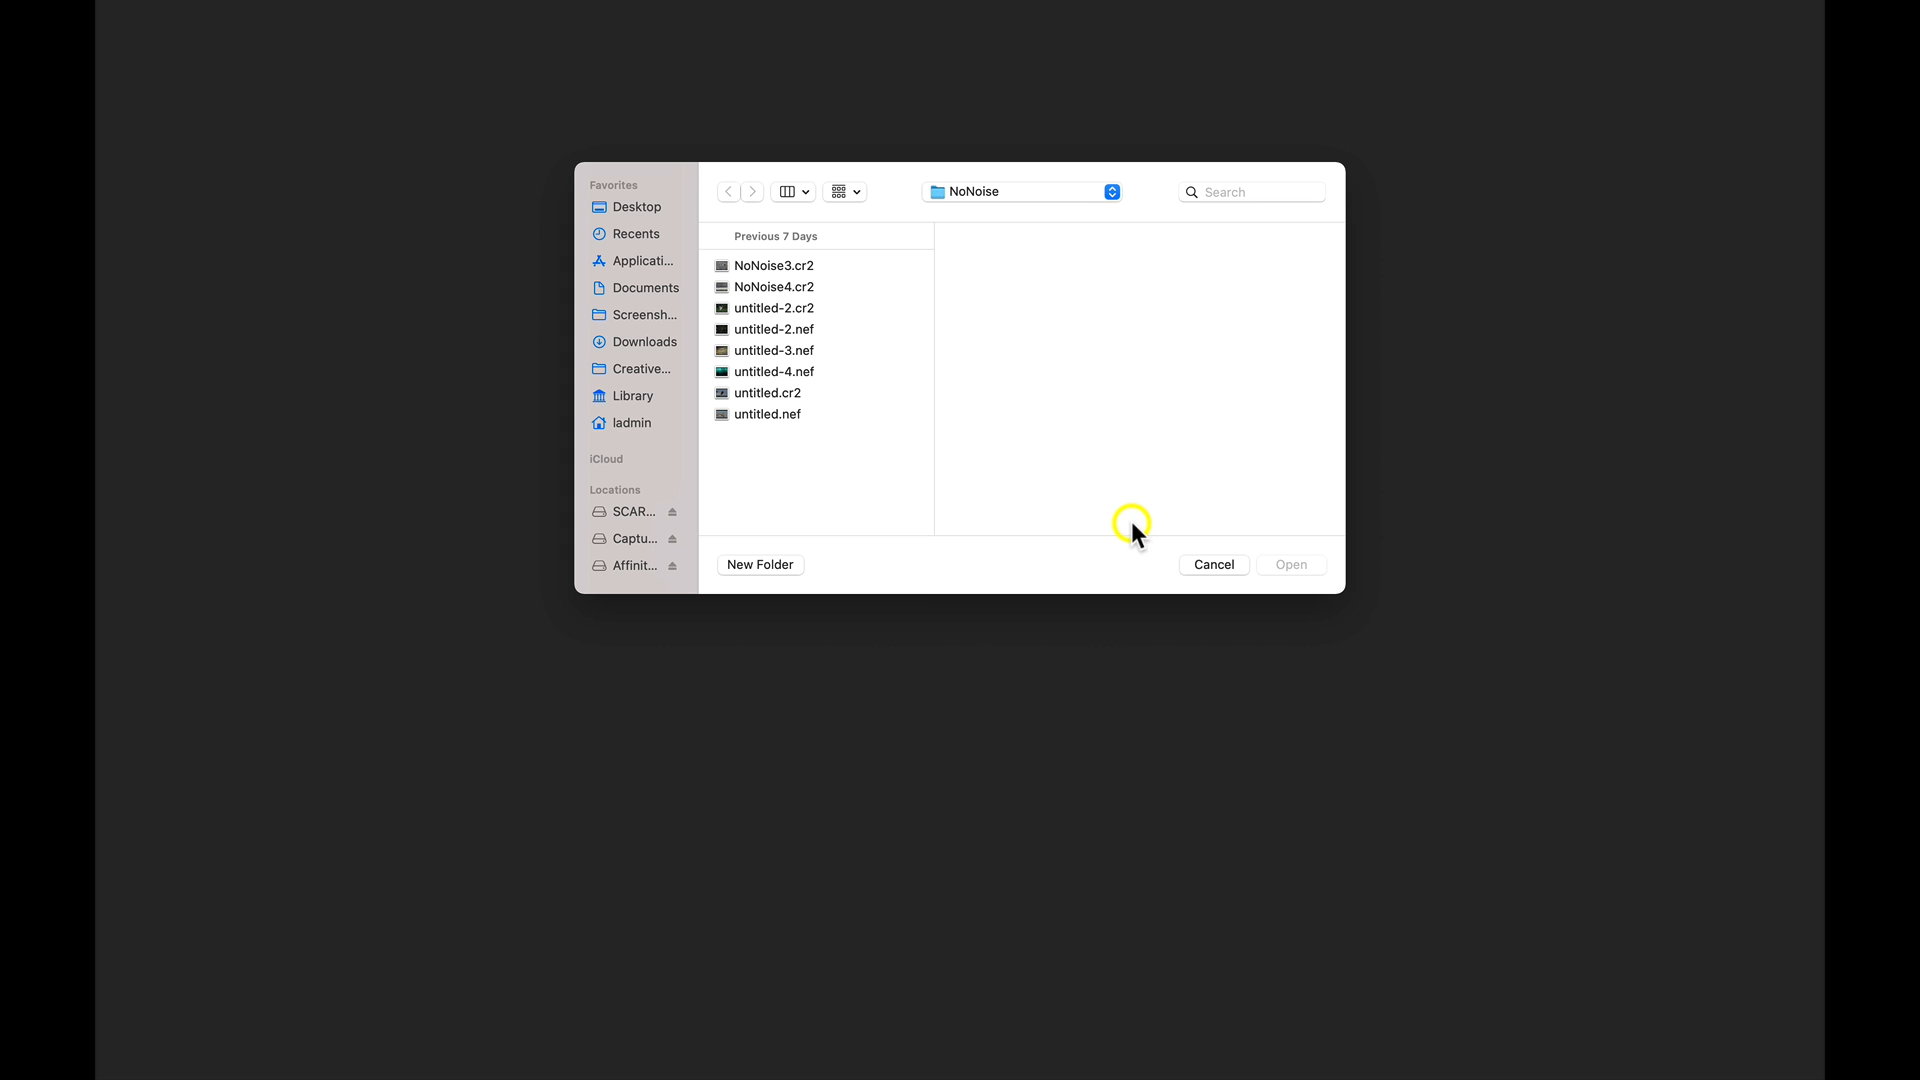 Favorites
Desktop
Recents
Applicati...
Documents
Screensh...
Downloads
Creative...
Library
ladmin
iCloud
Locations
SCAR...
Captu...
Affinit...
NoNoise
Search
Previous 7 Days
NoNoise3.cr2
NoNoise4.cr2
untitled-2.cr2
untitled-2.nef
untitled-3.nef
untitled-4.nef
untitled.cr2
untitled.nef
New Folder
Cancel
Open